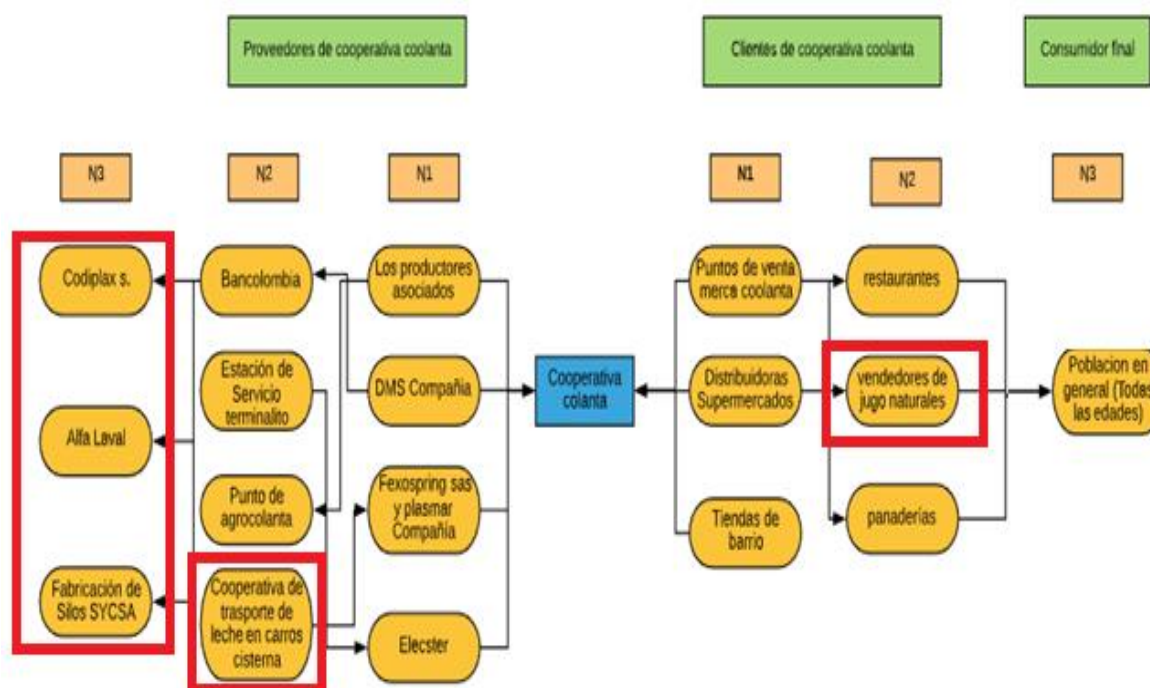 Proveedores de cooperativa coolanta
Clientes de cooperativa coolanta
Consumidor final
N3
N2
N1
N1
N2
N3
Codiplax s.
Bancolombia
Los productores
asociados
Puntos de venta
merca coolanta
restaurantes
Estación de
Servicio
terminalito
DMS Compañia
Cooperativa
colanta
Distribuidoras
Supermercados
vendedores de
jugo naturales
Poblacion en
general (Todas
las edades)
Alfa Laval
Punto de
agrocolanta
Fexospring sas
y plasmar
Compañía
Tiendas de
barrio
panaderías
Fabricación de
Silos SYCSA
Cooperativa de
trasporte de
leche en carros
cisterna
Elecster